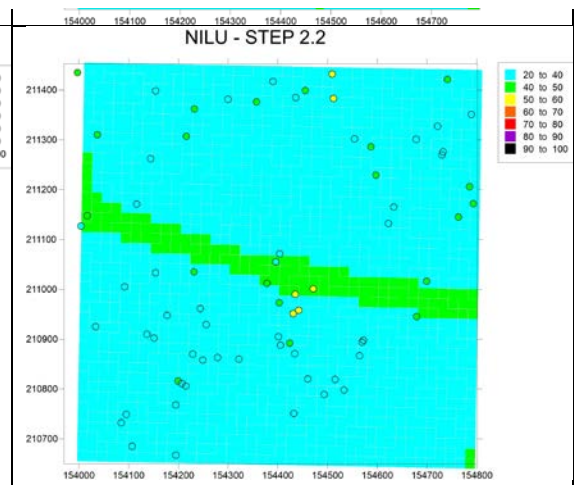 154000 154100 154200 154300 154400 154500 154600 154700
NILU - STEP 2.2
211400
211300
211200
211100
211000
210900
210800
210700
154000 154100 154200 154300 154400 154500 154600 154700 154800
20 to 40
40 to 50
50 to 60
60 to 70
70 to 80
80 to 90
90 to 100